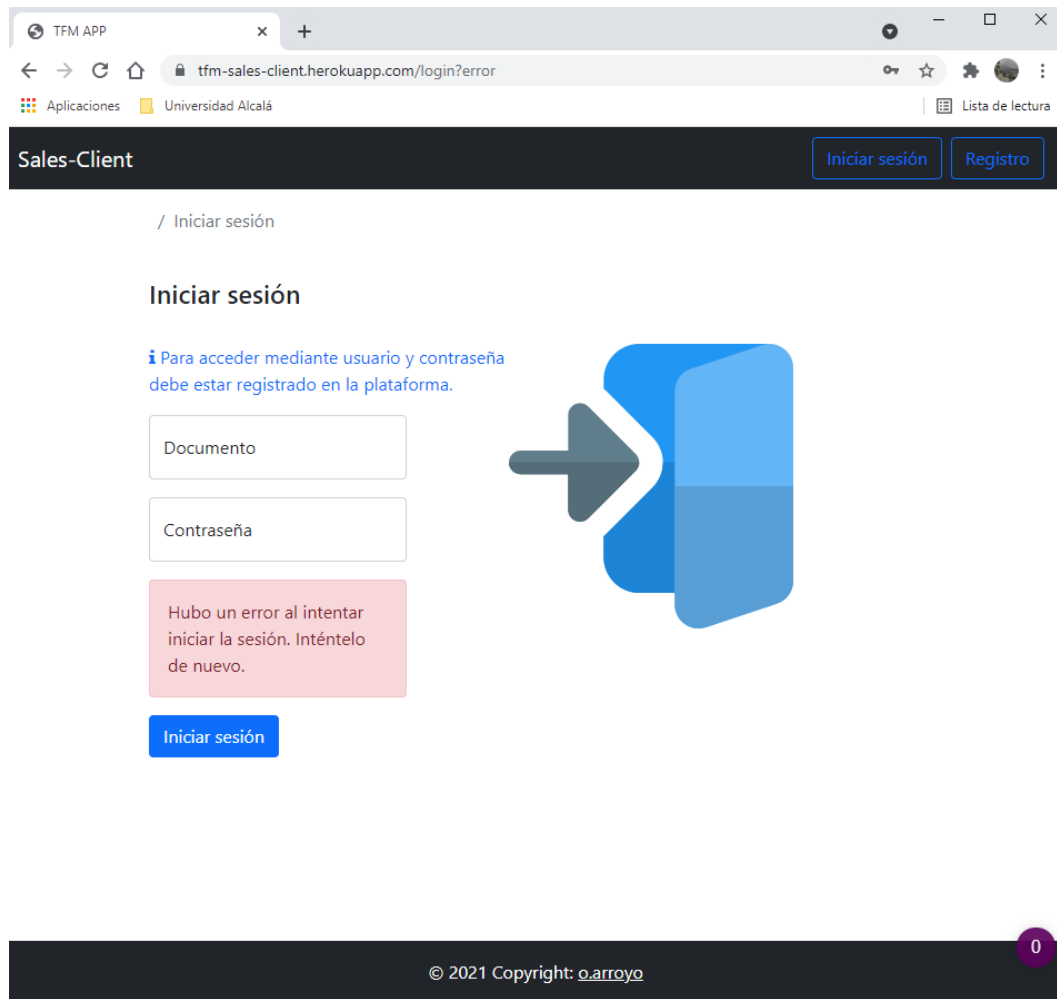 TFM APP
tfm-sales-client.herokuapp.com/login?error
Aplicaciones Universidad Alcalá Lista de lectura
Sales-Client Iniciar sesión Registro
/ Iniciar sesión
Iniciar sesión
Para acceder mediante usuario y contraseña
debe estar registrado en la plataforma.
Documento
Contraseña
Hubo un error al intentar
iniciar la sesión. Inténtelo
de nuevo.
Iniciar sesión
0
© 2021 Copyright: o.arroyo